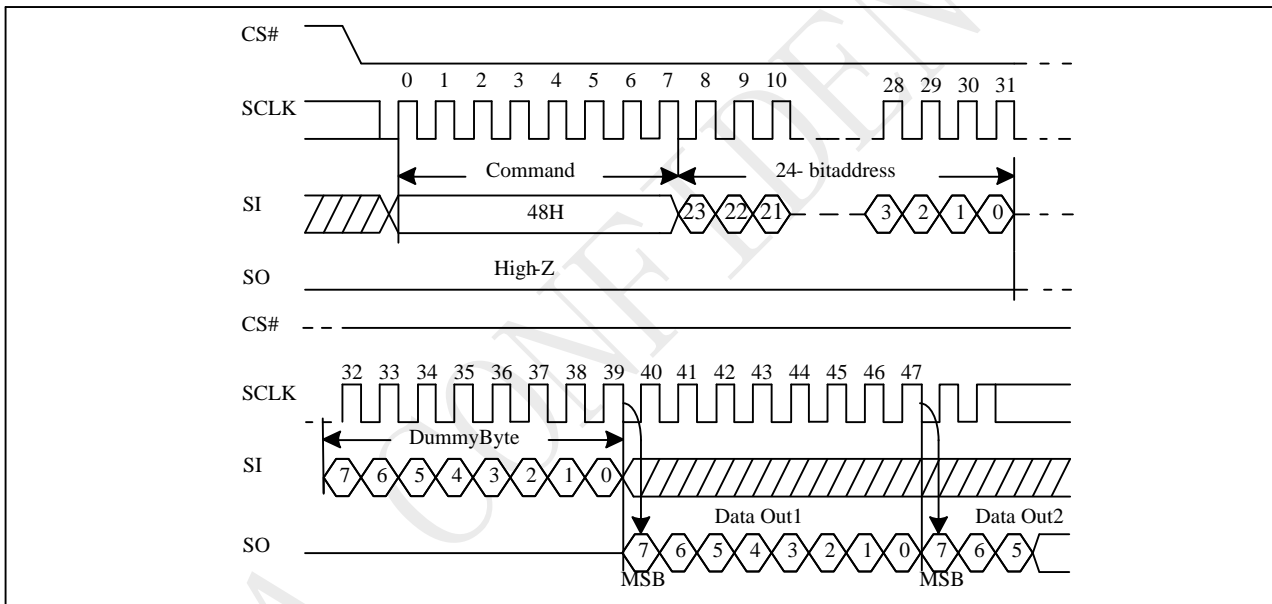 CS#
0 1 2 3 4 5 6 7 8 9 10 28 29 30 31
SCLK
Command 24- bitaddress
SI 48H 23 22 21 3 2 1 0
High-Z
SO
CS#
32 33 34 35 36 37 38 39 40 41 42 43 44 45 46 47
SCLK
DummyByte
SI 7 6 5 4 3 2 1 0
Data Out1 Data Out2
SO 7 6 5 4 3 2 1 0 7 6 5
MSB MSB